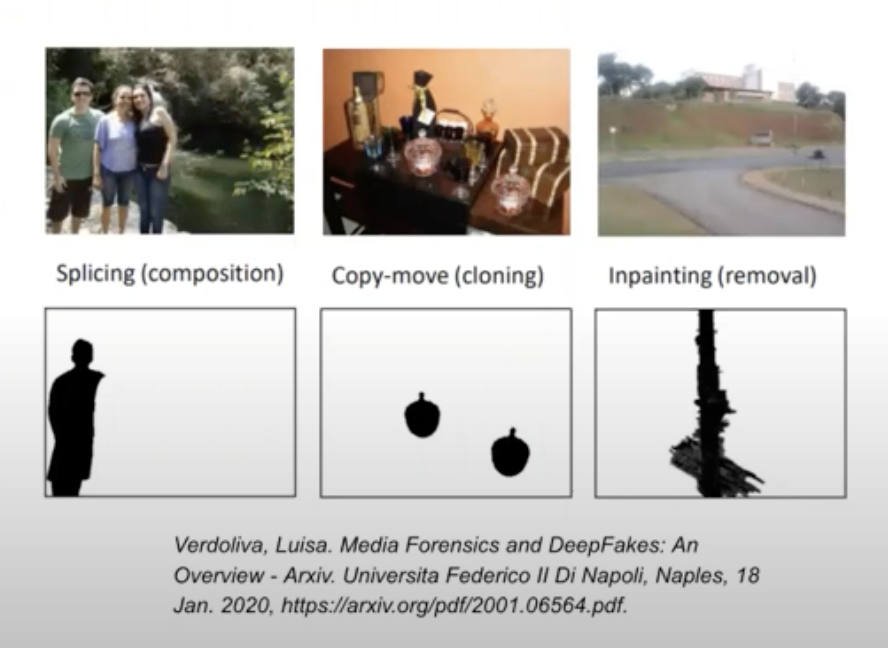 Splicing (composition)
Copy-move (cloning)
Inpainting (removal)
Verdoliva, Luisa. Media Forensics and DeepFakes: An
Overview - Arxiv. Universita Federico II Di Napoli, Naples, 18
Jan. 2020, https://arxiv.org/pdf/2001.06564.pdf.